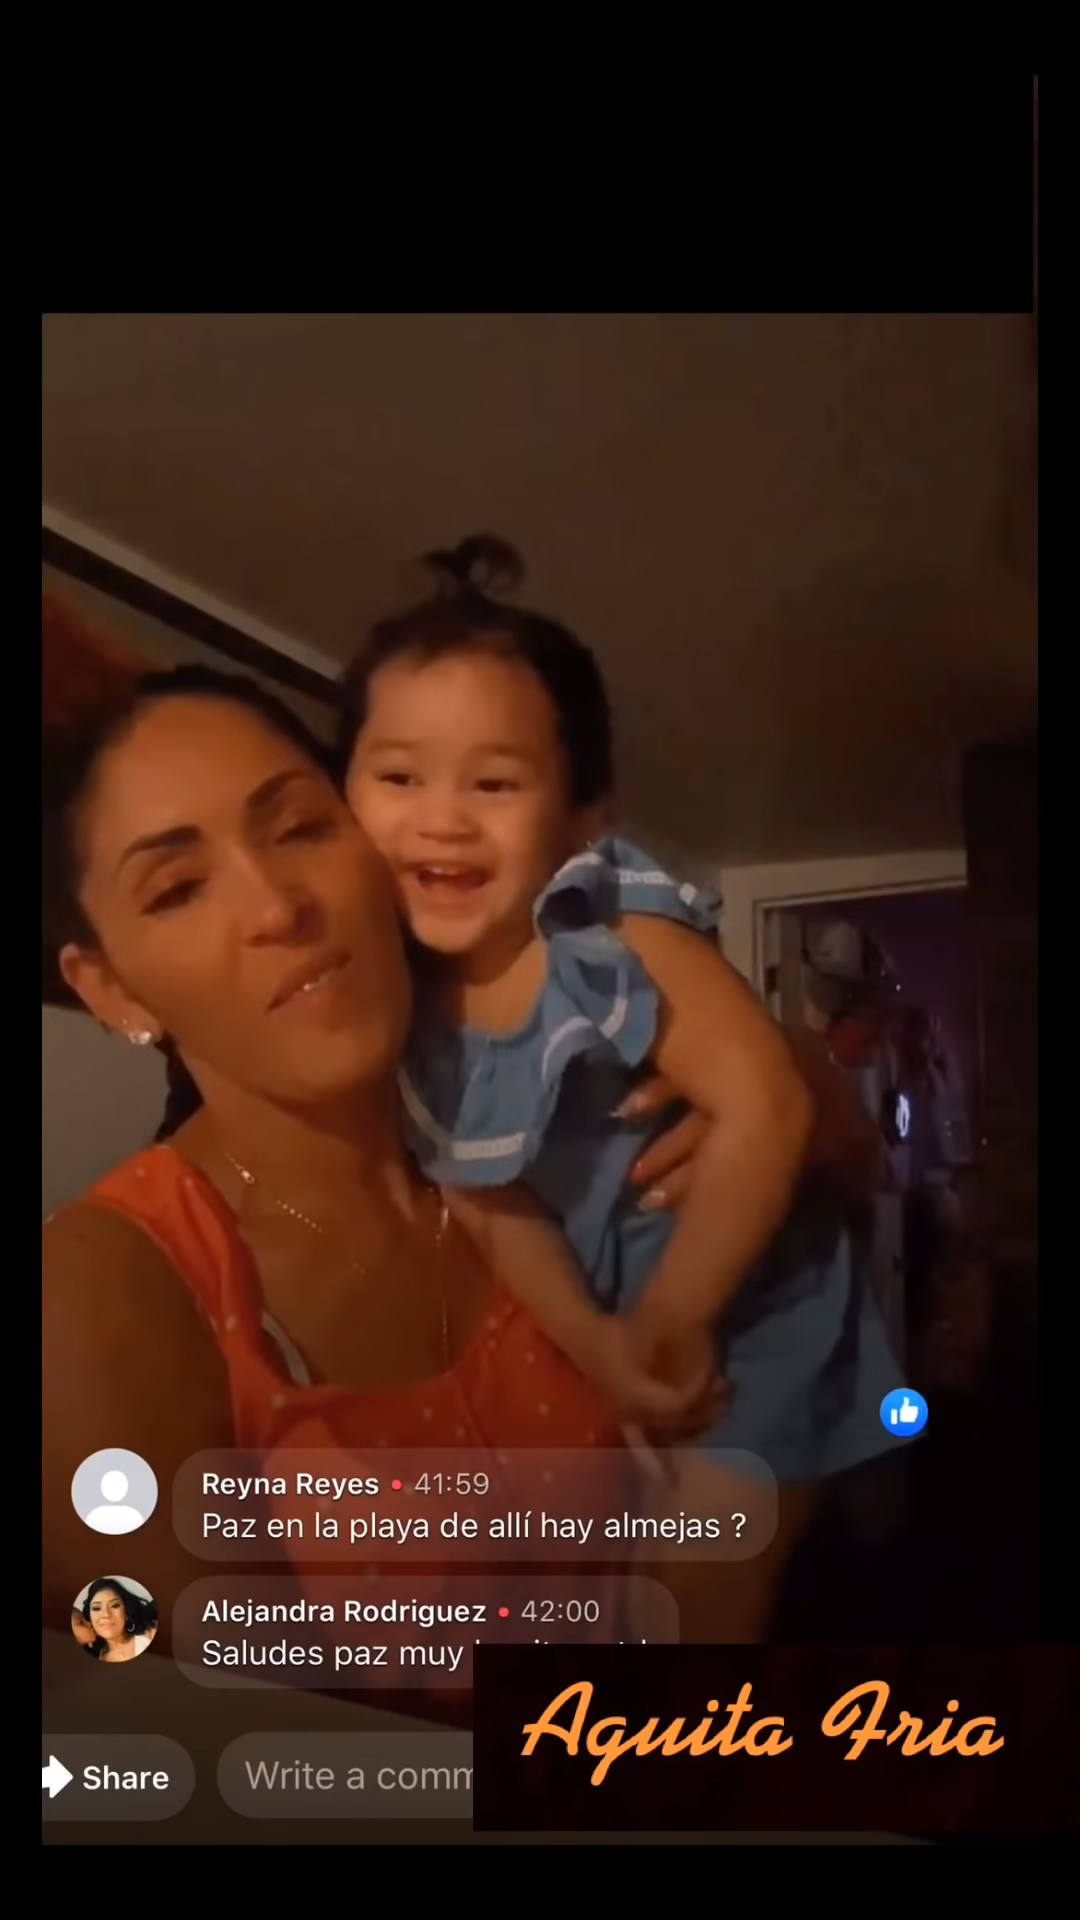 Reyna Reyes • 41:59
Paz en la playa de allí hay almejas ?
Alejandra Rodriguez • 42:00
Saludes paz muy
Share
Write a comm
Aguita Fria